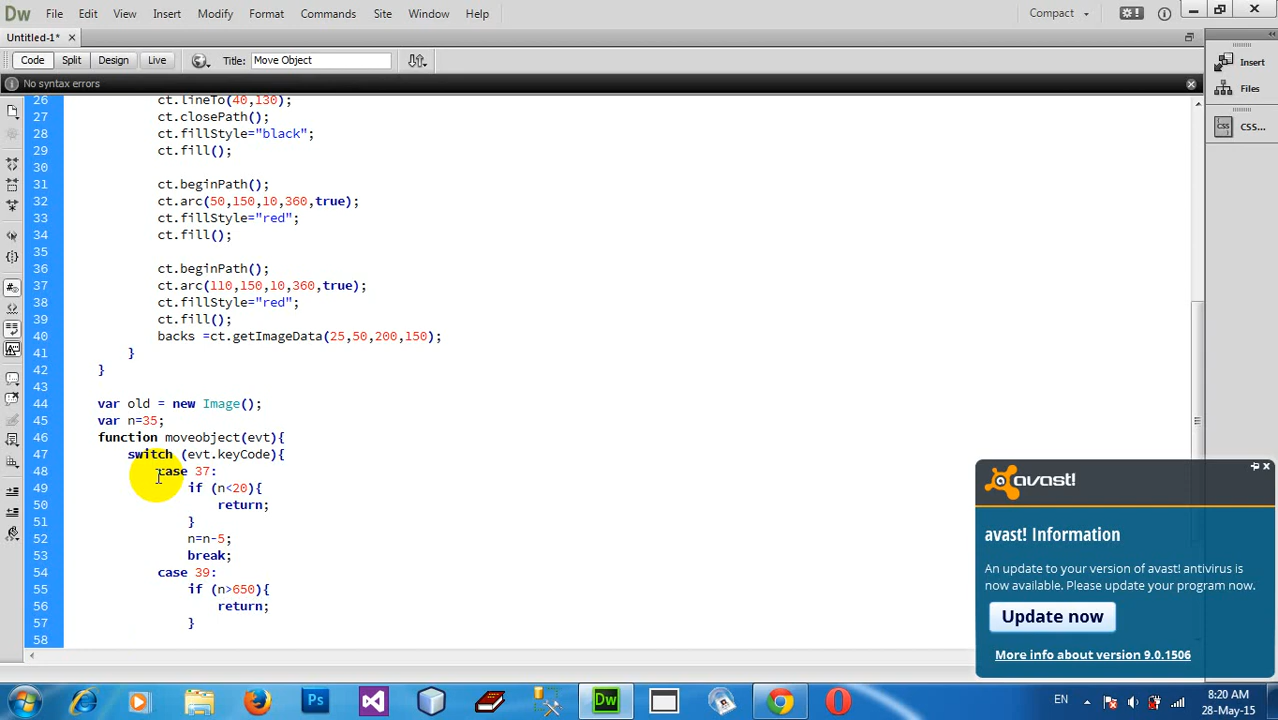 Dw File Edit View Insert Modify Format Commands Site Window Help Compact
Untitled-1*
Code Split Design Live Title: Move Object
No syntax errors
26 ct.lineTo(40,130);
27 ct.closePath();
28 ct.fillStyle="black";
29 ct.fill();
30
31 ct.beginPath();
32 ct.arc(50,150,10,360,true);
33 ct.fillStyle="red";
34 ct.fill();
35
36 ct.beginPath();
37 ct.arc(110,150,10,360,true);
38 ct.fillStyle="red";
39 ct.fill();
40 backs =ct.getImageData(25,50,200,150);
41 }
42 }
43
44 var old = new Image();
45 var n=35;
46 function moveobject(evt){
47 switch (evt.keyCode){
48 case 37:
49 if (n<20){
50 return;
51 }
52 n=n-5;
53 break;
54 case 39:
55 if (n>650){
56 return;
57 }
58
Insert
Files
CSS CSS...
avast!
avast! Information
An update to your version of avast! antivirus is
now available. Please update your program now.
Update now
More info about version 9.0.1506
Ps Dw EN
8:20 AM
28-May-15